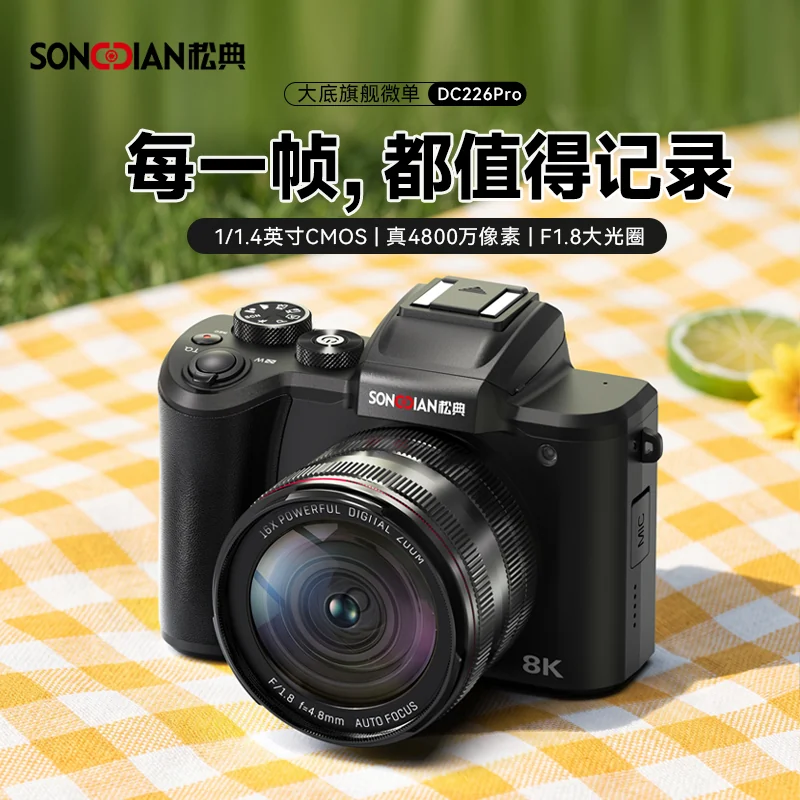 SONGDIAN松典
大底旗舰微单 DC226Pro
每一帧,都值得记录
1/1.4英寸CMOS | 真4800万像素 | F1.8大光圈
SONGDIAN松典
16X POWERFUL DIGITAL ZOOM
F/1.8 f=4.8mm AUTO FOCUS
MIC
8K